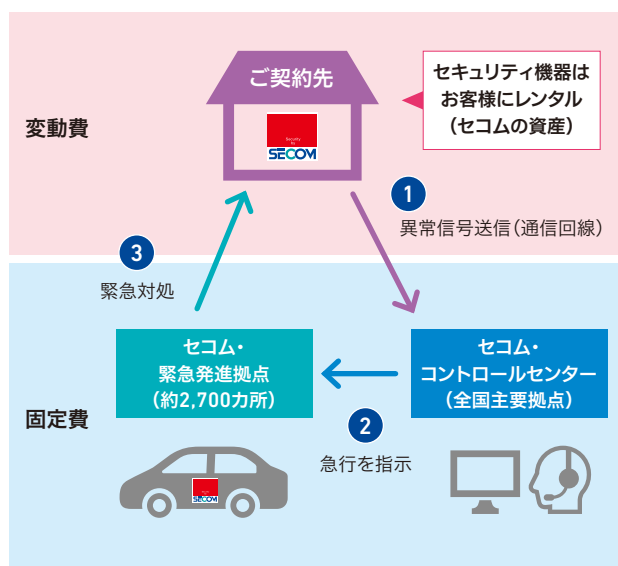 ご契約先
セキュリティ機器は
お客様にレンタル
（セコムの資産）
変動費
Security
by
SECOM
1
異常信号送信（通信回線）
3
緊急対処
セコム・
緊急発進拠点
（約2,700カ所）
セコム・
コントロールセンター
（全国主要拠点）
固定費
2
急行を指示
SECOM